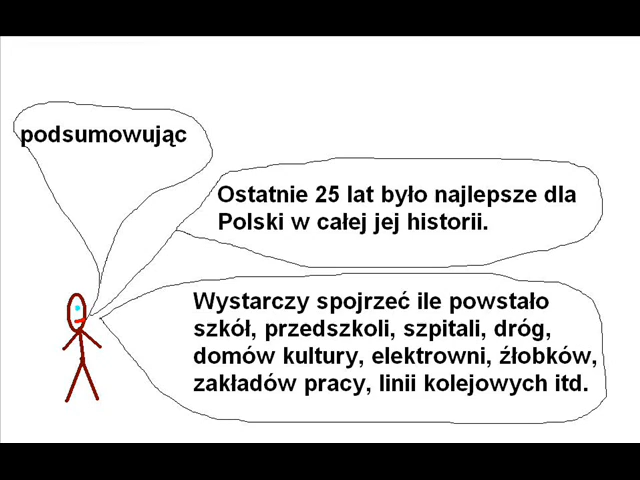 podsumowując
Ostatnie 25 lat było najlepsze dla
Polski w całej jej historii.
Wystarczy spojrzeć ile powstało
szkół, przedszkoli, szpitali, dróg,
domów kultury, elektrowni, źłobków,
zakładów pracy, linii kolejowych itd.